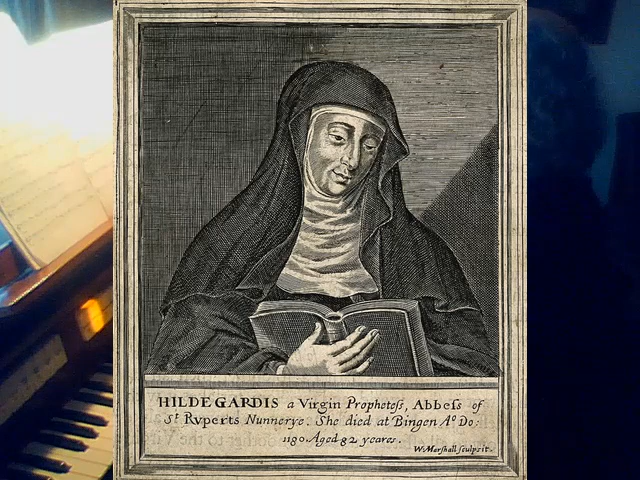 HILDEGARDIS a Virgin Prophetess, Abbess of
St. Rvperts Nunnerye. She died at Bingen Ao Do:
1180. Aged 82 yeares.
W. Marshall sculpsit.